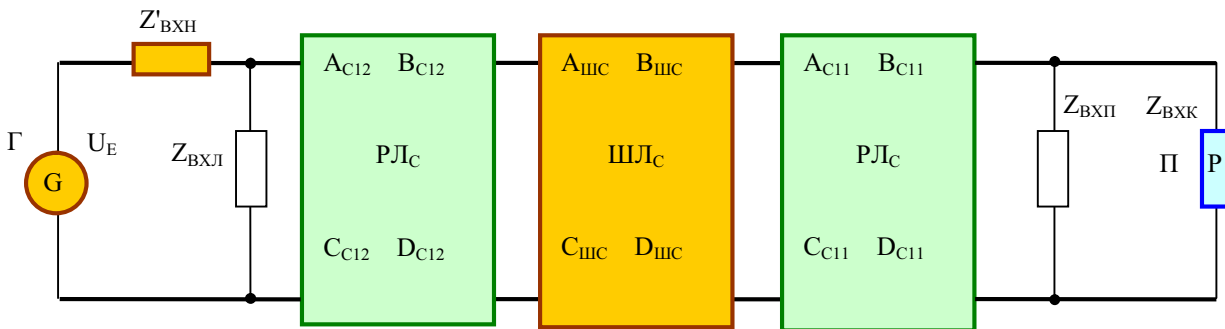 Z'ВХН
AС12 BС12
AШС BШС
AС11 BС11
Г
UE
ZВХЛ
РЛС
ШЛС
РЛС
ZВХП
ZВХК
G
П
Р
CС12 DС12
CШС DШС
CС11 DС11